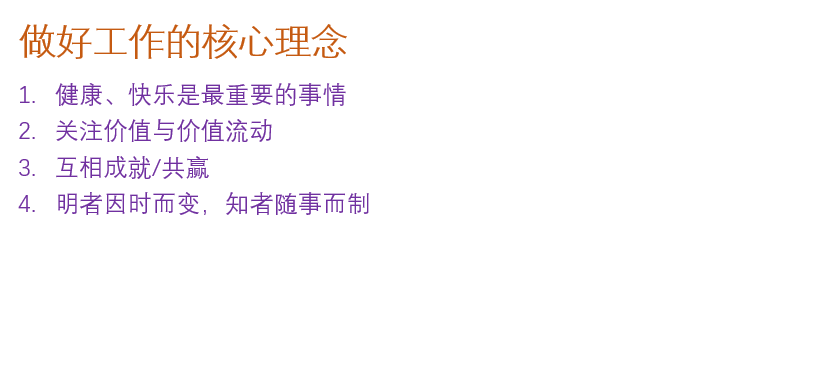 做好工作的核心理念
1. 健康、快乐是最重要的事情
2. 关注价值与价值流动
3. 互相成就/共赢
4. 明者因时而变，知者随事而制